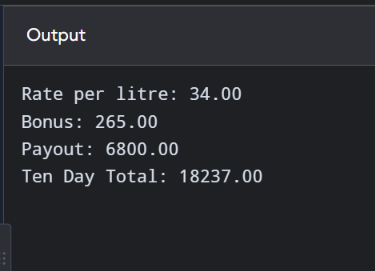 Output
Rate per litre: 34.00
Bonus: 265.00
Payout: 6800.00
Ten Day Total: 18237.00